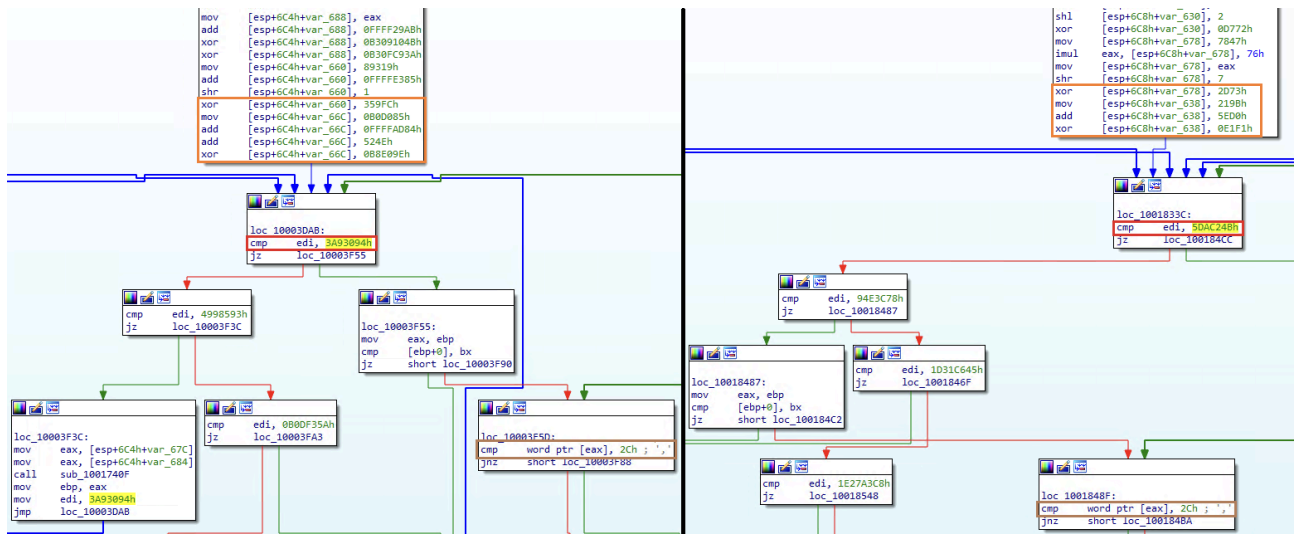 mov [esp+6C4h+var_688], eax
add [esp+6C4h+var_688], 0FFFF29ABh
xor [esp+6C4h+var_688], 0B309104Bh
xor [esp+6C4h+var_688], 0B30FC93Ah
mov [esp+6C4h+var_660], 89319h
add [esp+6C4h+var_660], 0FFFFE385h
shr [esp+6C4h+var_660], 1
xor [esp+6C4h+var_660], 359FCh
mov [esp+6C4h+var_66C], 0B0D085h
add [esp+6C4h+var_66C], 0FFFFAD84h
add [esp+6C4h+var_66C], 524Eh
xor [esp+6C4h+var_66C], 0B8E09Eh
loc_10003DAB:
cmp edi, 3A93094h
jz loc_10003F55
cmp edi, 4998593h
jz loc_10003F3C
loc_10003F55:
mov eax, ebp
cmp [ebp+0], bx
jz short loc_10003F90
loc_10003F3C:
mov eax, [esp+6C4h+var_67C]
mov eax, [esp+6C4h+var_684]
call sub_1001740F
mov ebp, eax
mov edi, 3A93094h
jmp loc_10003DAB
cmp edi, 0B0DF35Ah
jz loc_10003FA3
loc_10003F5D:
cmp word ptr [eax], 2Ch ; ','
jnz short loc_10003F88
shl [esp+6C8h+var_630], 2
xor [esp+6C8h+var_630], 0D772h
mov [esp+6C8h+var_678], 7847h
imul eax, [esp+6C8h+var_678], 76h
mov [esp+6C8h+var_678], eax
shr [esp+6C8h+var_678], 7
xor [esp+6C8h+var_678], 2D73h
mov [esp+6C8h+var_638], 219Bh
add [esp+6C8h+var_638], 5ED0h
xor [esp+6C8h+var_638], 0E1F1h
loc_1001833C:
cmp edi, 5DAC24Bh
jz loc_100184CC
cmp edi, 94E3C78h
jz loc_10018487
loc_10018487:
mov eax, ebp
cmp [ebp+0], bx
jz short loc_100184C2
cmp edi, 1D31C645h
jz loc_1001846F
cmp edi, 1E27A3C8h
jz loc_10018548
loc_1001848F:
cmp word ptr [eax], 2Ch ; ','
jnz short loc_100184BA